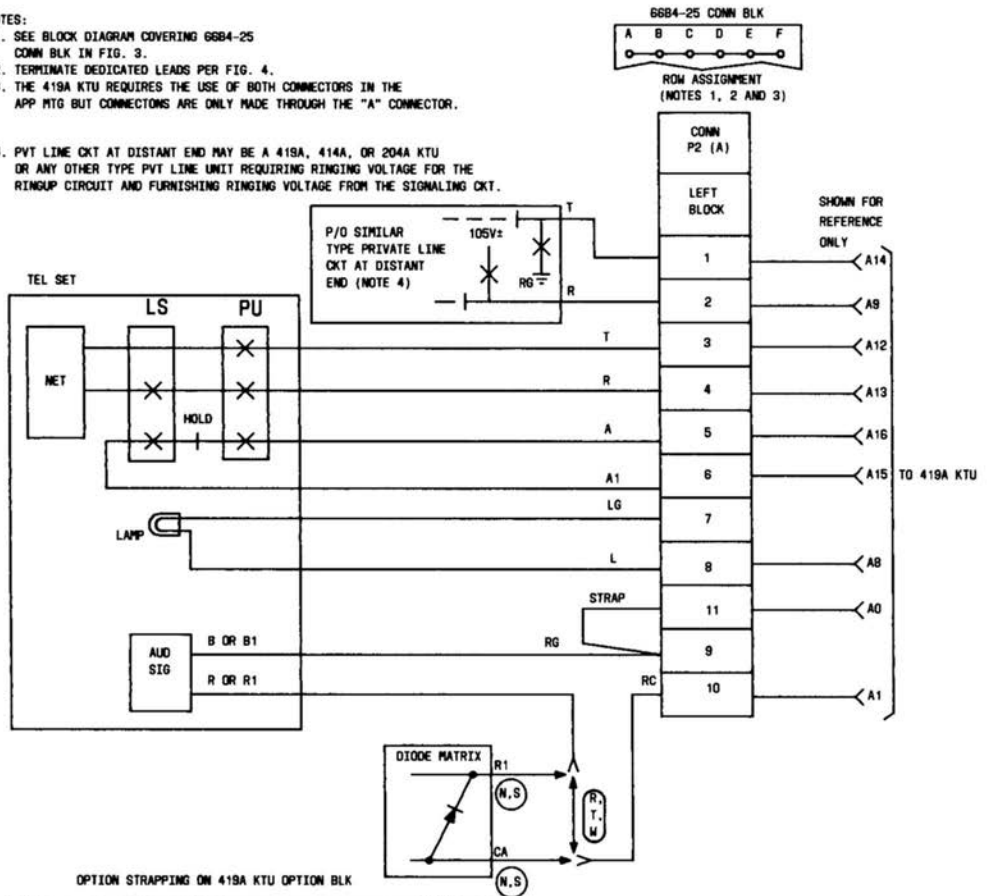 TES:
. SEE BLOCK DIAGRAM COVERING 66B4-25
CONN BLK IN FIG. 3.
. TERMINATE DEDICATED LEADS PER FIG. 4.
. THE 419A KTU REQUIRES THE USE OF BOTH CONNECTORS IN THE
APP MTG BUT CONNECTONS ARE ONLY MADE THROUGH THE "A" CONNECTOR.
. PVT LINE CKT AT DISTANT END MAY BE A 419A, 414A, OR 204A KTU
OR ANY OTHER TYPE PVT LINE UNIT REQUIRING RINGING VOLTAGE FOR THE
RINGUP CIRCUIT AND FURNISHING RINGING VOLTAGE FROM THE SIGNALING CKT.
66B4-25 CONN BLK
A B C D E F
ROW ASSIGNMENT
(NOTES 1, 2 AND 3)
CONN
P2 (A)
LEFT
BLOCK
SHOWN FOR
REFERENCE
ONLY
P/O SIMILAR
TYPE PRIVATE LINE
CKT AT DISTANT
END (NOTE 4)
105V±
RG
T
R
1
A14
2
A9
TEL SET
LS
PU
NET
HOLD
T
3
A12
R
4
A13
A
5
A16
A1
6
A15
TO 419A KTU
LG
7
LAMP
L
8
A8
STRAP
11
A0
AUD
SIG
B OR B1
RG
9
R OR R1
RC
10
A1
DIODE MATRIX
R1
N,S
R,
T,
W
CA
N,S
OPTION STRAPPING ON 419A KTU OPTION BLK